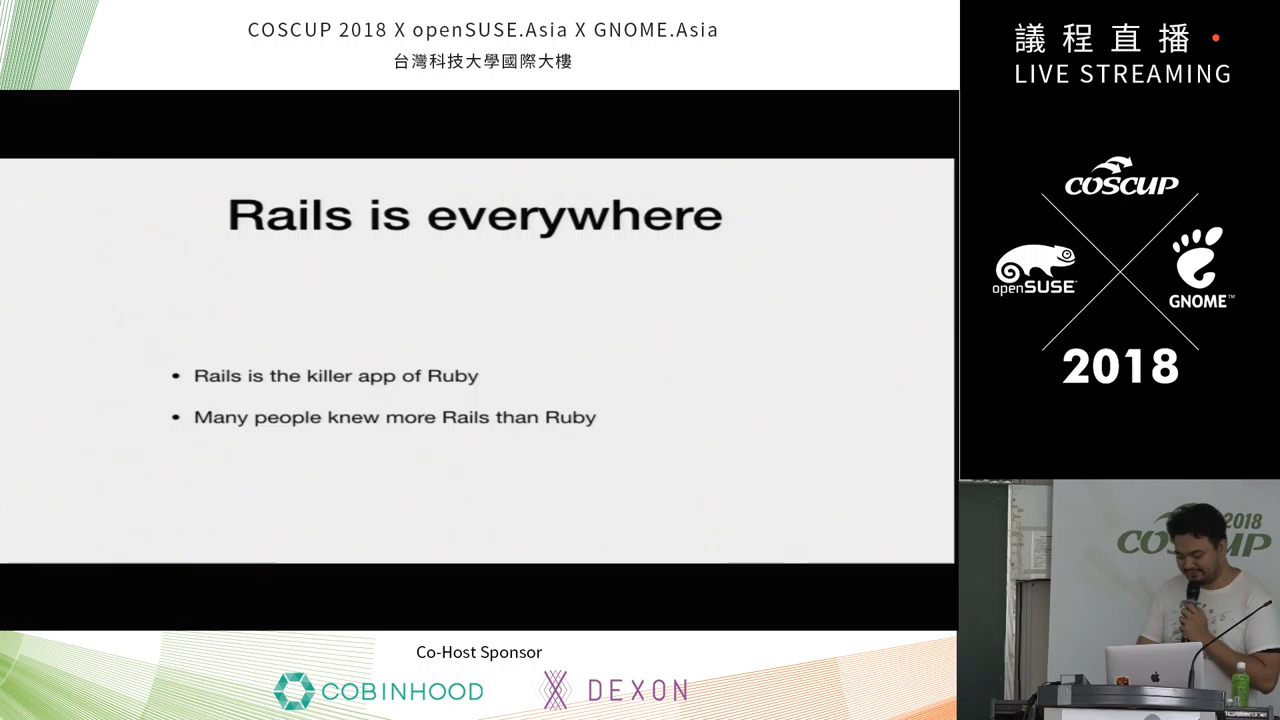 COSCUP 2018 X openSUSE.Asia X GNOME.Asia
台灣科技大學國際大樓
議程直播
LIVE STREAMING
COSCUP
openSUSE
GNOME™
2018
Rails is everywhere
• Rails is the killer app of Ruby
• Many people knew more Rails than Ruby
2018
Co-Host Sponsor
COBINHOOD
DEXON